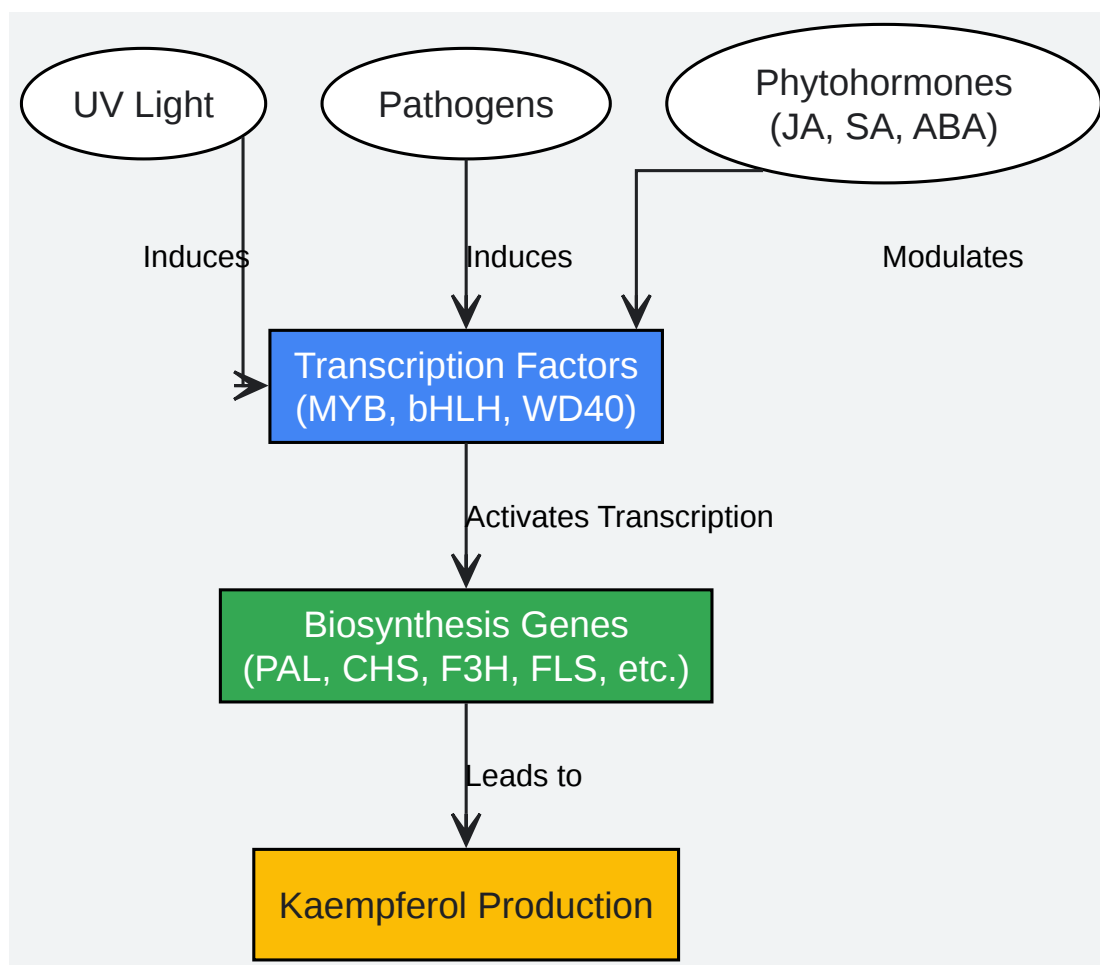 UV Light
Pathogens
Phytohormones
(JA, SA, ABA)
Induces
Induces
Modulates
Transcription Factors
(MYB, bHLH, WD40)
Activates Transcription
Biosynthesis Genes
(PAL, CHS, F3H, FLS, etc.)
Leads to
Kaempferol Production